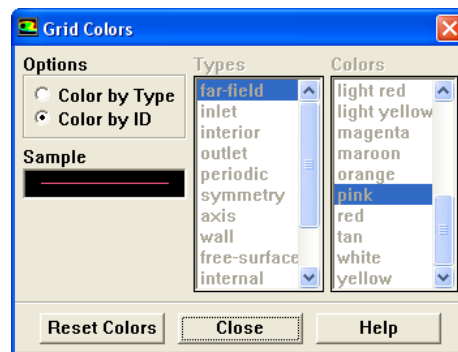 Grid Colors
Options
Color by Type
Color by ID
Sample
Types
far-field
inlet
interior
outlet
periodic
symmetry
axis
wall
free-surface
internal
Colors
light red
light yellow
magenta
maroon
orange
pink
red
tan
white
yellow
Reset Colors
Close
Help